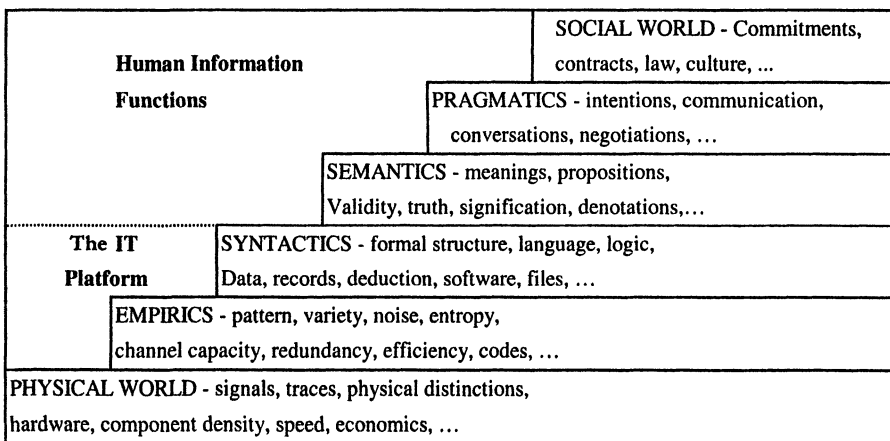 SOCIAL WORLD - Commitments,
Human Information
contracts, law, culture, ...
Functions
PRAGMATICS - intentions, communication,
conversations, negotiations, ...
SEMANTICS - meanings, propositions,
Validity, truth, signification, denotations,...
The IT
SYNTACTICS - formal structure, language, logic,
Platform
Data, records, deduction, software, files, ...
EMPIRICS - pattern, variety, noise, entropy,
channel capacity, redundancy, efficiency, codes, ...
PHYSICAL WORLD - signals, traces, physical distinctions,
hardware, component density, speed, economics, ...